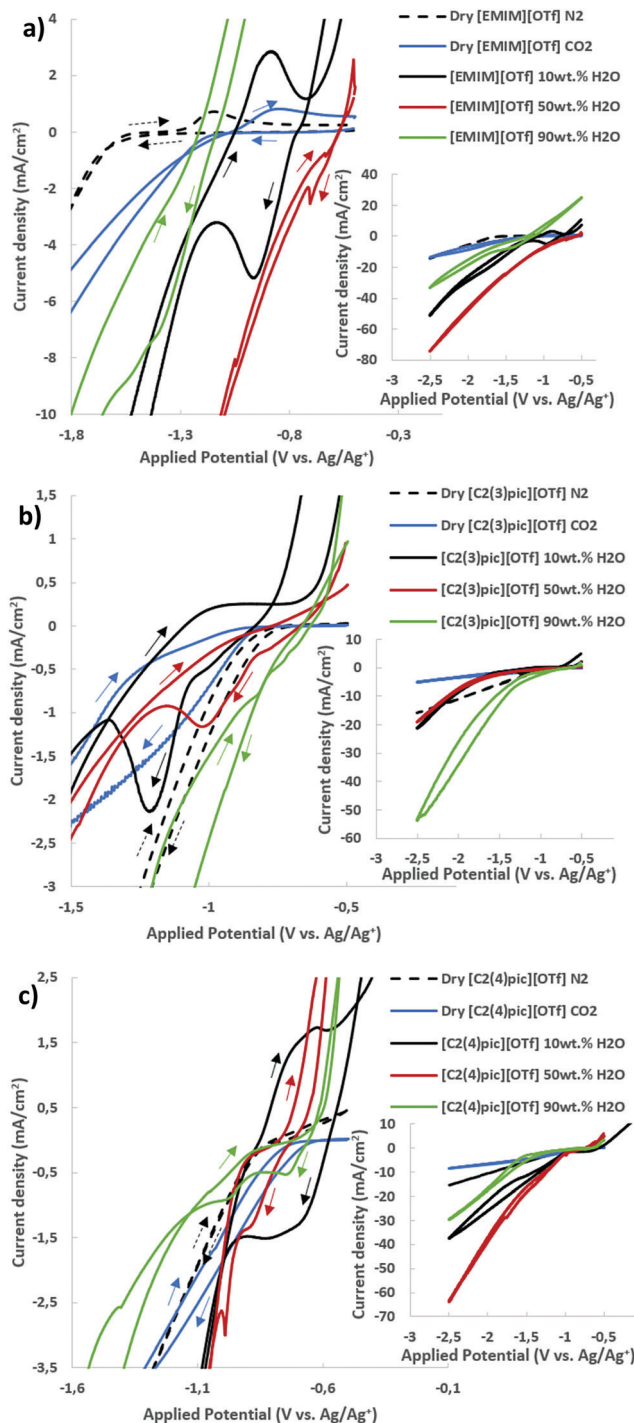 a)
4
2
0
-2
-4
-6
-8
-10
Current density (mA/cm²)
-1,8
-1,3
-0,8
-0,3
Applied Potential (V vs. Ag/Ag⁺)
Dry [EMIM][OTf] N2
Dry [EMIM][OTf] CO2
[EMIM][OTf] 10wt.% H2O
[EMIM][OTf] 50wt.% H2O
[EMIM][OTf] 90wt.% H2O
40
20
0
-20
-40
-60
-80
Current density (mA/cm²)
-3
-2,5
-2
-1,5
-1
-0,5
0
Applied Potential (V vs. Ag/Ag⁺)
b)
1,5
1
0,5
0
-0,5
-1
-1,5
-2
-2,5
-3
Current density (mA/cm²)
-1,5
-1
-0,5
Applied Potential (V vs. Ag/Ag⁺)
Dry [C2(3)pic][OTf] N2
Dry [C2(3)pic][OTf] CO2
[C2(3)pic][OTf] 10wt.% H2O
[C2(3)pic][OTf] 50wt.% H2O
[C2(3)pic][OTf] 90wt.% H2O
10
0
-10
-20
-30
-40
-50
-60
Current density (mA/cm²)
-3
-2,5
-2
-1,5
-1
-0,5
0
Applied Potential (V vs. Ag/Ag⁺)
c)
2,5
1,5
0,5
-0,5
-1,5
-2,5
-3,5
Current density (mA/cm²)
-1,6
-1,1
-0,6
-0,1
Applied Potential (V vs. Ag/Ag⁺)
Dry [C2(4)pic][OTf] N2
Dry [C2(4)pic][OTf] CO2
[C2(4)pic][OTf] 10wt.% H2O
[C2(4)pic][OTf] 50wt.% H2O
[C2(4)pic][OTf] 90wt.% H2O
10
0
-10
-20
-30
-40
-50
-60
-70
Current density (mA/cm²)
-3
-2,5
-2
-1,5
-1
-0,5
0
Applied Potential (V vs. Ag/Ag⁺)